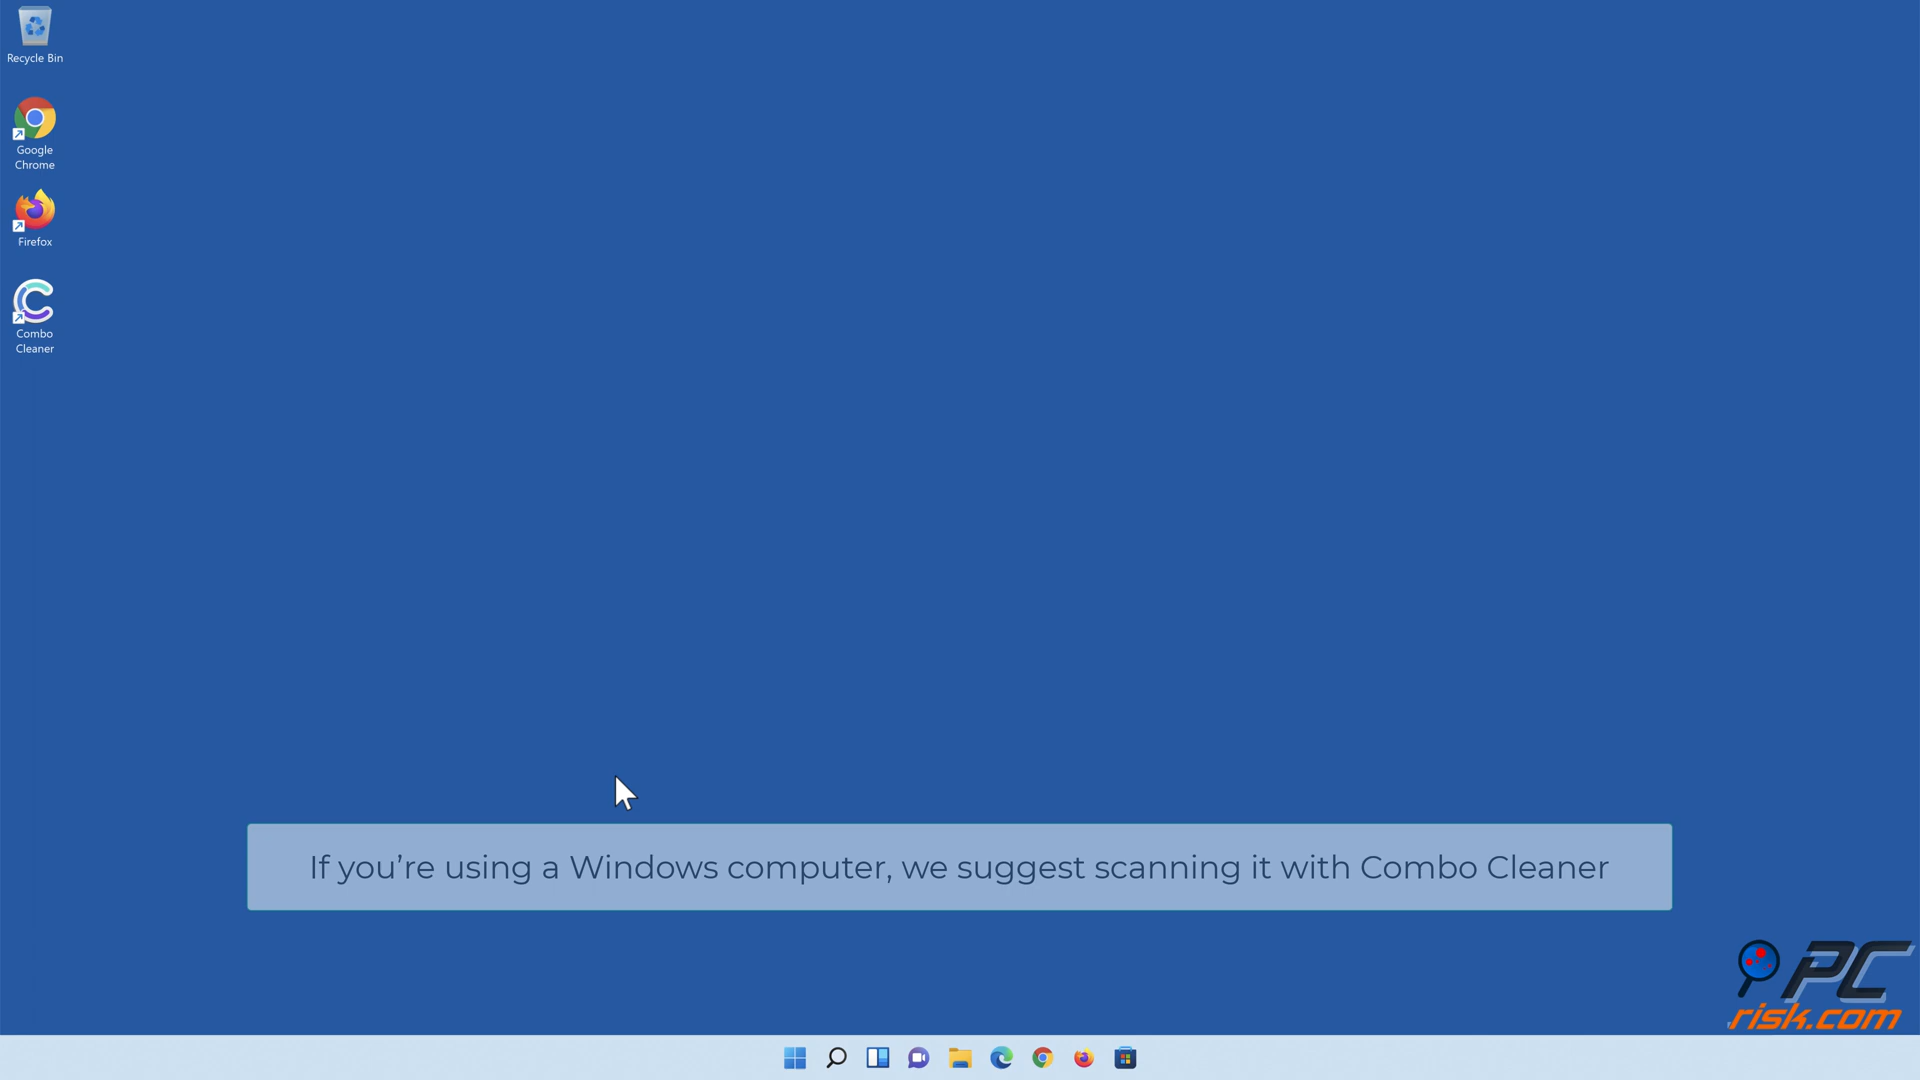 Recycle Bin
Google
Chrome
Firefox
Combo
Cleaner
If you’re using a Windows computer, we suggest scanning it with Combo Cleaner
PC
risk.com